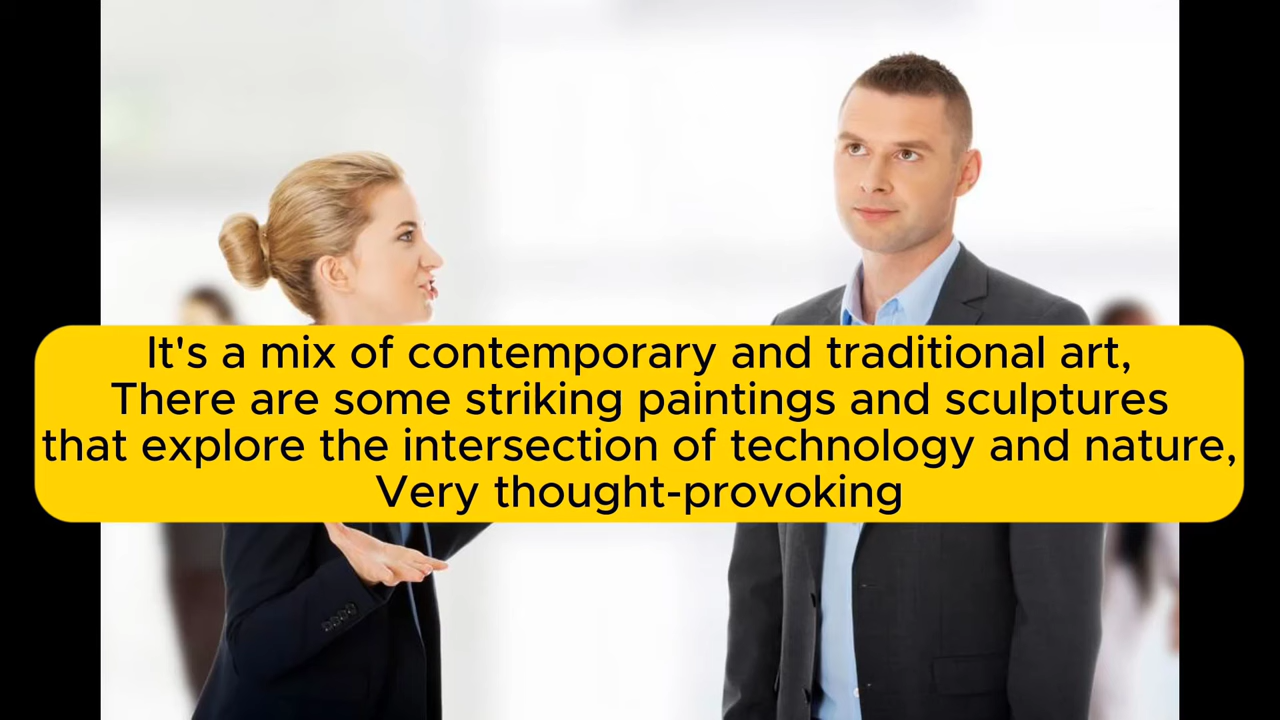 It's a mix of contemporary and traditional art,
There are some striking paintings and sculptures
that explore the intersection of technology and nature,
Very thought-provoking